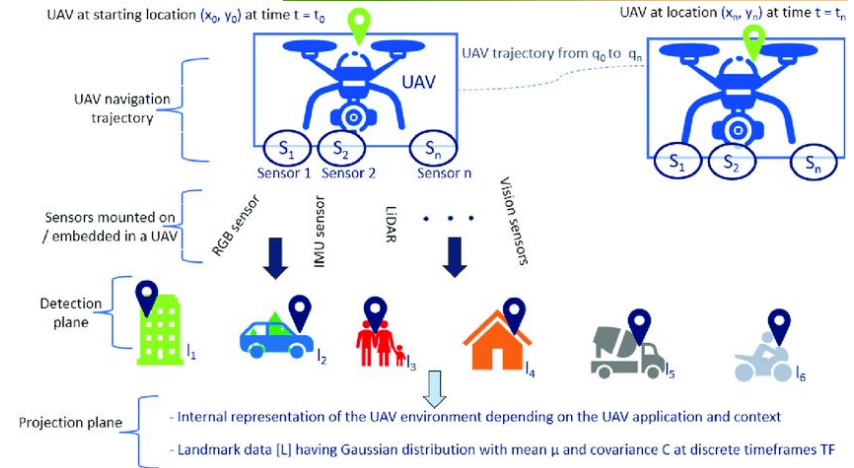 UAV at starting location (x₀, y₀) at time t = t₀
UAV at location (xₙ, yₙ) at time t = tₙ
UAV trajectory from q₀ to qₙ
UAV
UAV navigation
trajectory
S₁ S₂ Sₙ
Sensor 1 Sensor 2 Sensor n
S₁ S₂ Sₙ
Sensors mounted on
/ embedded in a UAV
RGB sensor
IMU sensor
LiDAR
. . .
Vision sensors
Detection
plane
l₁
l₂
l₃
l₄
l₅
l₆
Projection plane
- Internal representation of the UAV environment depending on the UAV application and context
- Landmark data [L] having Gaussian distribution with mean μ and covariance C at discrete timeframes TF